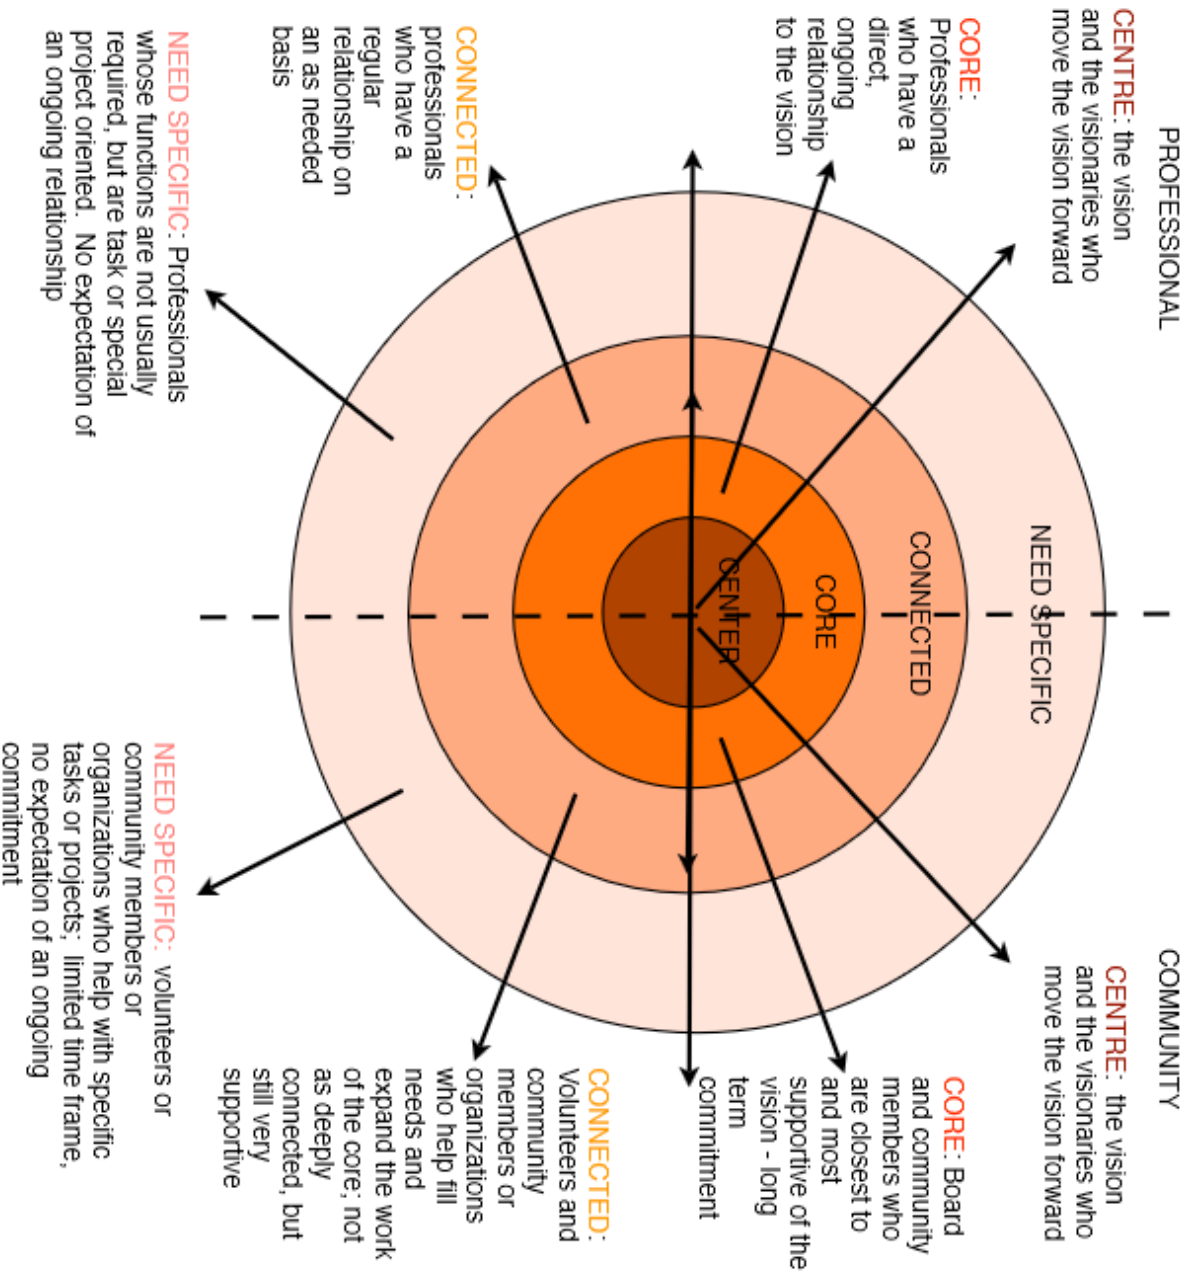 PROFESSIONAL
COMMUNITY
CENTRE: the vision
and the visionaries who
move the vision forward
CORE:
Professionals
who have a
direct,
ongoing
relationship
to the vision
CONNECTED:
professionals
who have a
regular
relationship on
an as needed
basis
NEED SPECIFIC: Professionals
whose functions are not usually
required, but are task or special
project oriented. No expectation of
an ongoing relationship
NEED SPECIFIC
CONNECTED
CORE
CENTER
CENTRE: the vision
and the visionaries who
move the vision forward
CORE: Board
and community
members who
are closest to
and most
supportive of the
vision - long
term
commitment
CONNECTED:
Volunteers and
community
members or
organizations
who help fill
needs and
expand the work
of the core; not
as deeply
connected, but
still very
supportive
NEED SPECIFIC: volunteers or
community members or
organizations who help with specific
tasks or projects; limited time frame,
no expectation of an ongoing
commitment